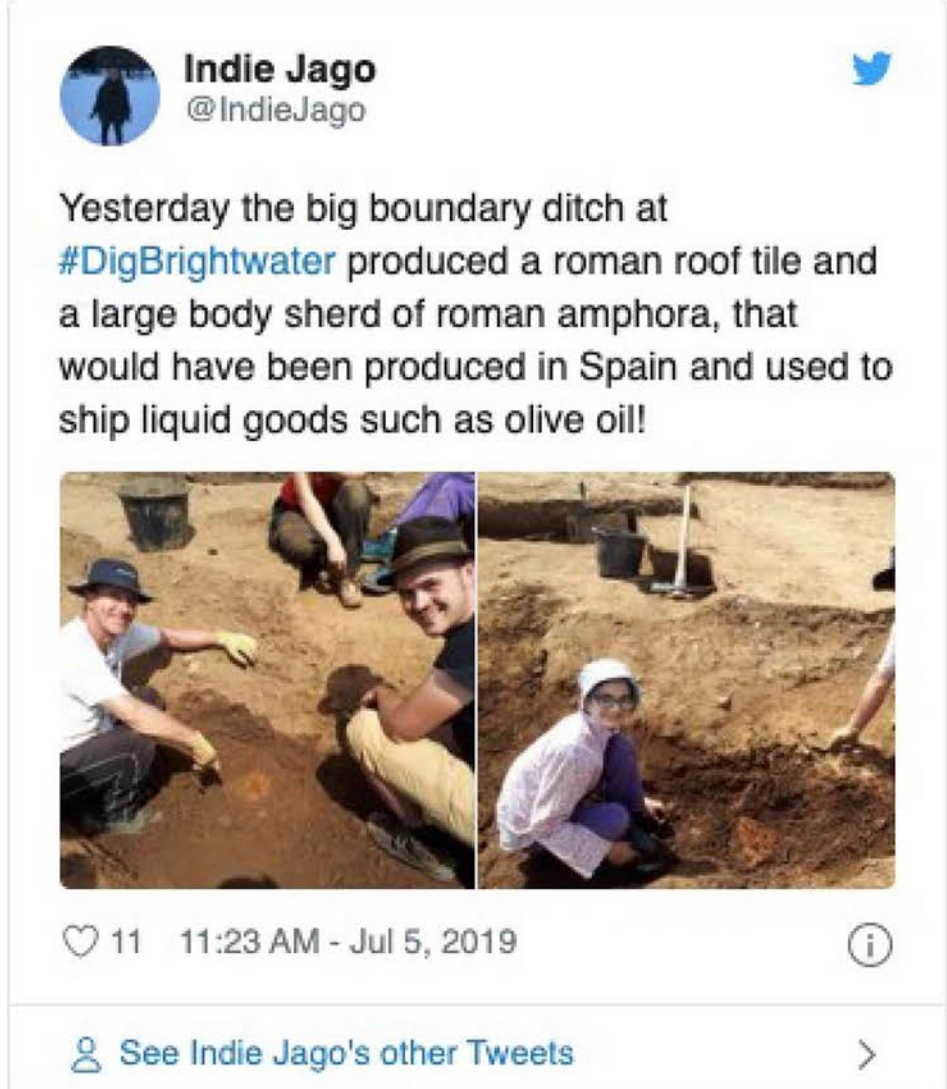 Indie Jago
@IndieJago
Yesterday the big boundary ditch at
#DigBrightwater produced a roman roof tile and
a large body sherd of roman amphora, that
would have been produced in Spain and used to
ship liquid goods such as olive oil!
11 11:23 AM - Jul 5, 2019
See Indie Jago's other Tweets